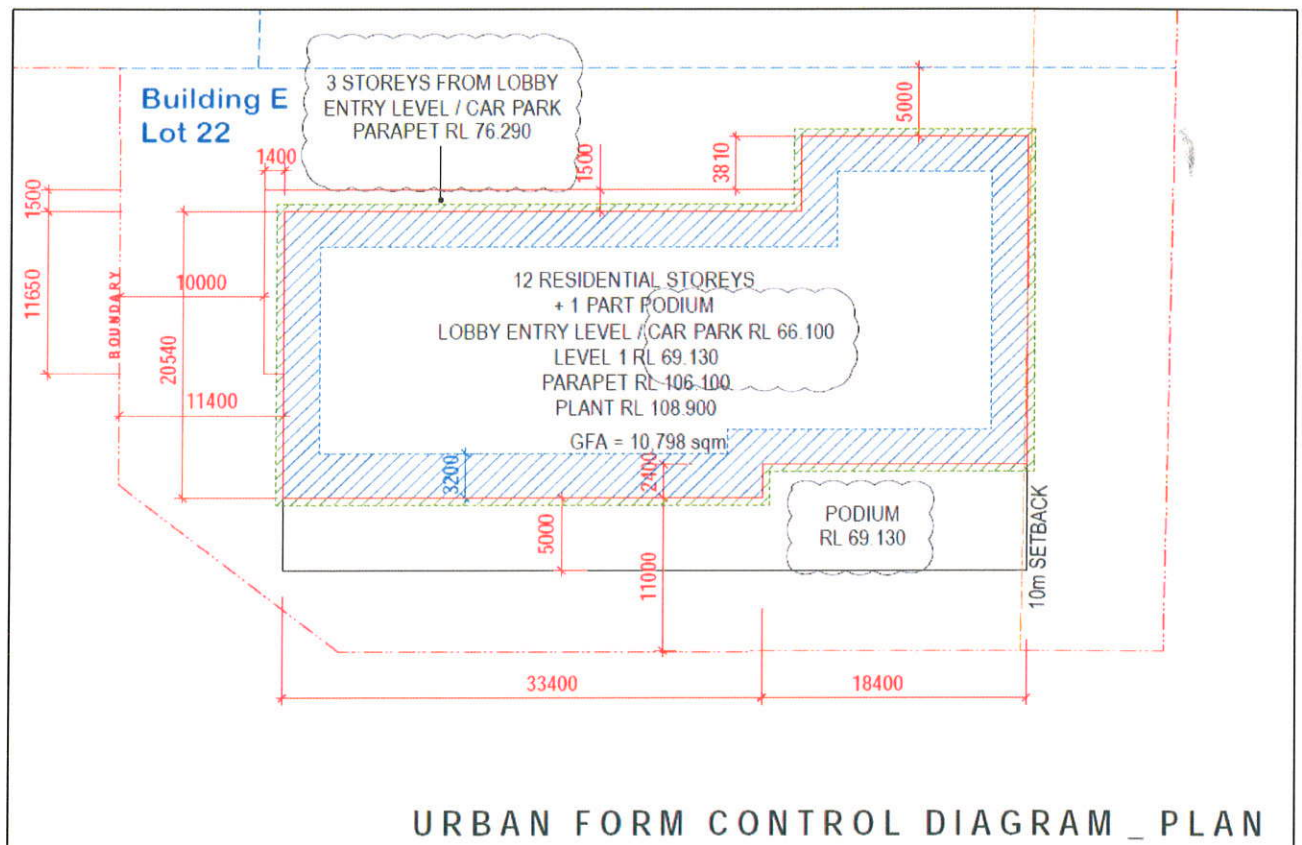 Building E
Lot 22
3 STOREYS FROM LOBBY
ENTRY LEVEL / CAR PARK
PARAPET RL 76.290
5000
3810
1500
1400
1500
11650
BOUNDARY
10000
20540
11400
12 RESIDENTIAL STOREYS
+ 1 PART PODIUM
LOBBY ENTRY LEVEL / CAR PARK RL 66.100
LEVEL 1 RL 69.130
PARAPET RL 106.100
PLANT RL 108.900
GFA = 10,798 sqm
3200
2400
5000
11000
PODIUM
RL 69.130
10m SETBACK
33400
18400
URBAN FORM CONTROL DIAGRAM _ PLAN